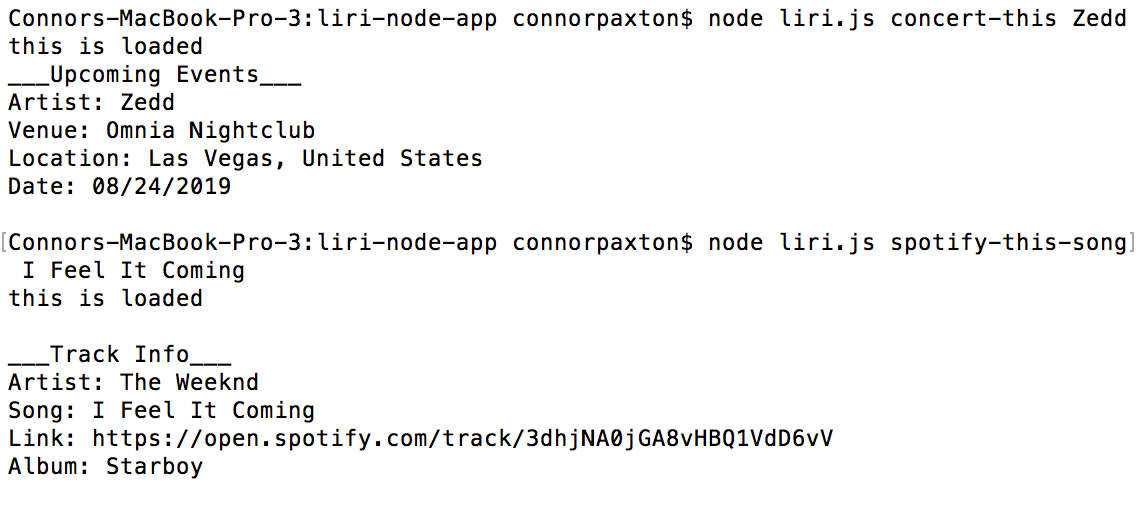 Connors-MacBook-Pro-3:liri-node-app connorpaxton$ node liri.js concert-this Zedd
this is loaded
___Upcoming Events___
Artist: Zedd
Venue: Omnia Nightclub
Location: Las Vegas, United States
Date: 08/24/2019
[Connors-MacBook-Pro-3:liri-node-app connorpaxton$ node liri.js spotify-this-song]
 I Feel It Coming
this is loaded
___Track Info___
Artist: The Weeknd
Song: I Feel It Coming
Link: https://open.spotify.com/track/3dhjNA0jGA8vHBQ1VdD6vV
Album: Starboy